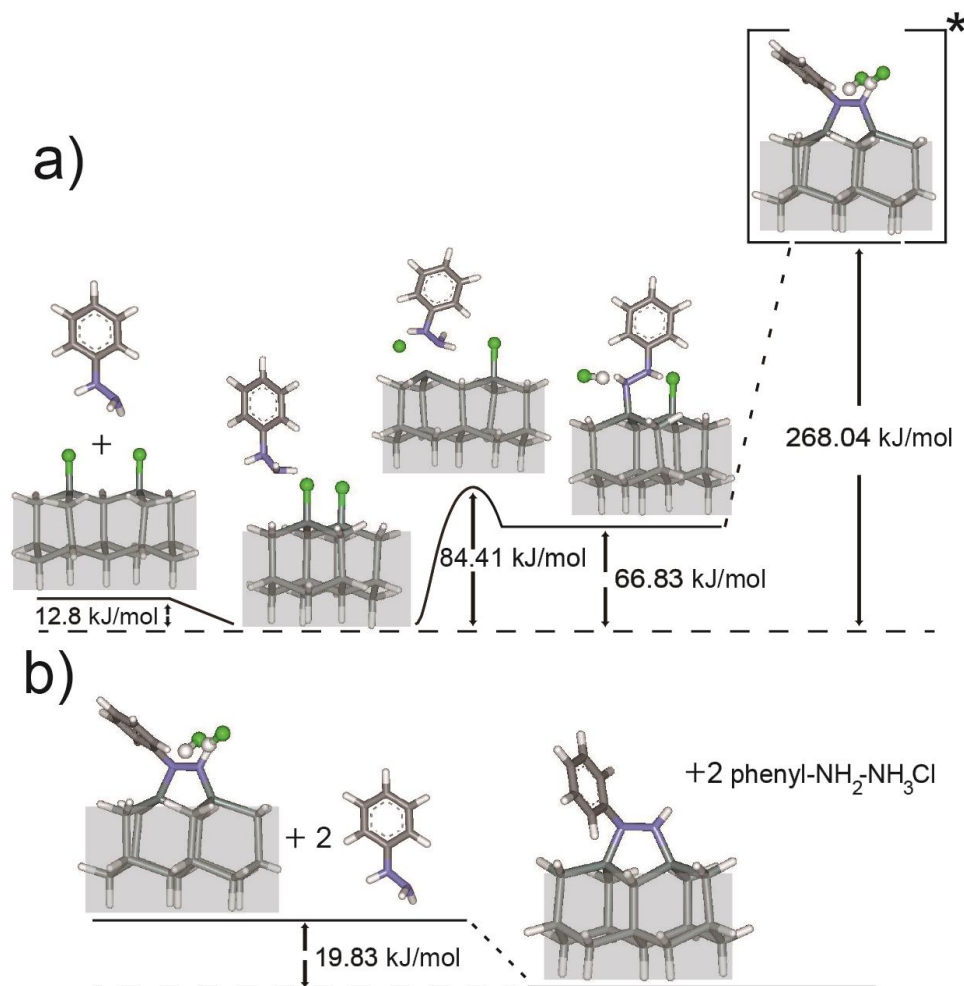 *
a)
+
268.04 kJ/mol
84.41 kJ/mol
66.83 kJ/mol
12.8 kJ/mol
b)
+ 2
+2 phenyl-NH₂-NH₃Cl
19.83 kJ/mol